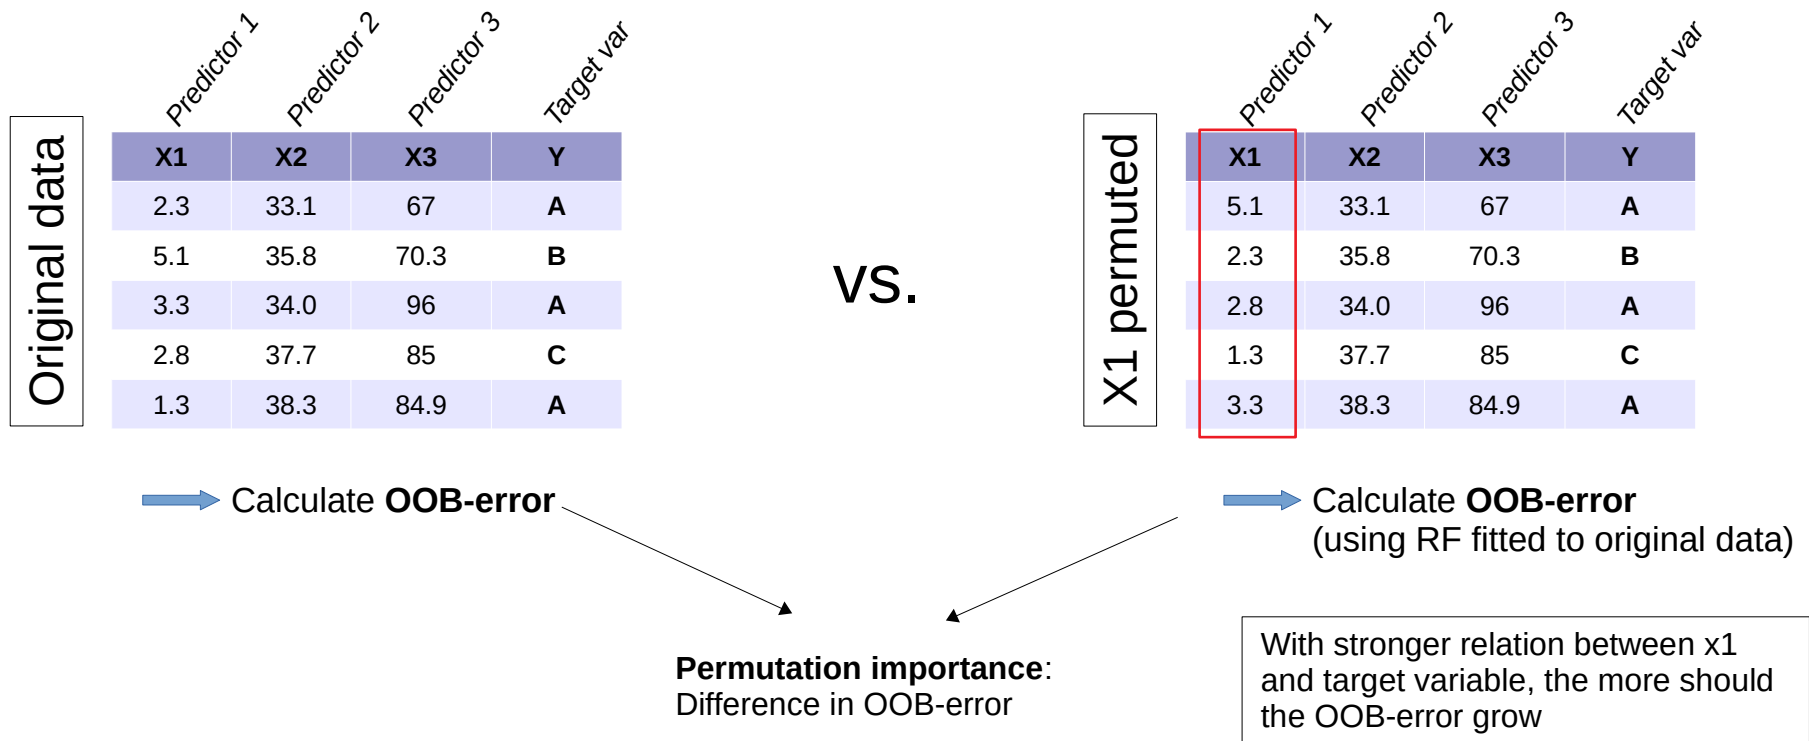 Original data
Predictor 1 Predictor 2 Predictor 3 Target var
X1 X2 X3 Y
2.3 33.1 67 A
5.1 35.8 70.3 B
3.3 34.0 96 A
2.8 37.7 85 C
1.3 38.3 84.9 A
Calculate OOB-error
vs.
X1 permuted
Predictor 1 Predictor 2 Predictor 3 Target var
X1 X2 X3 Y
5.1 33.1 67 A
2.3 35.8 70.3 B
2.8 34.0 96 A
1.3 37.7 85 C
3.3 38.3 84.9 A
Calculate OOB-error
(using RF fitted to original data)
Permutation importance:
Difference in OOB-error
With stronger relation between x1
and target variable, the more should
the OOB-error grow